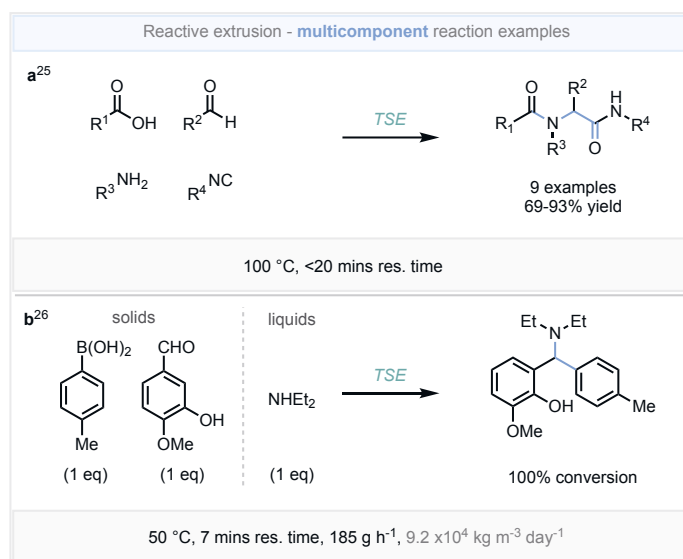 Reactive extrusion - multicomponent reaction examples
a25
O
R1 OH
O
R2 H
R3 NH2
R4 NC
TSE
O R2 H
R1 N N R4
R3 O
9 examples
69-93% yield
100 °C, <20 mins res. time
b26
solids
liquids
B(OH)2
Me
(1 eq)
CHO
OH
OMe
(1 eq)
NHEt2
(1 eq)
TSE
Et N Et
OH
OMe
Me
100% conversion
50 °C, 7 mins res. time, 185 g h-1, 9.2 x104 kg m-3 day-1